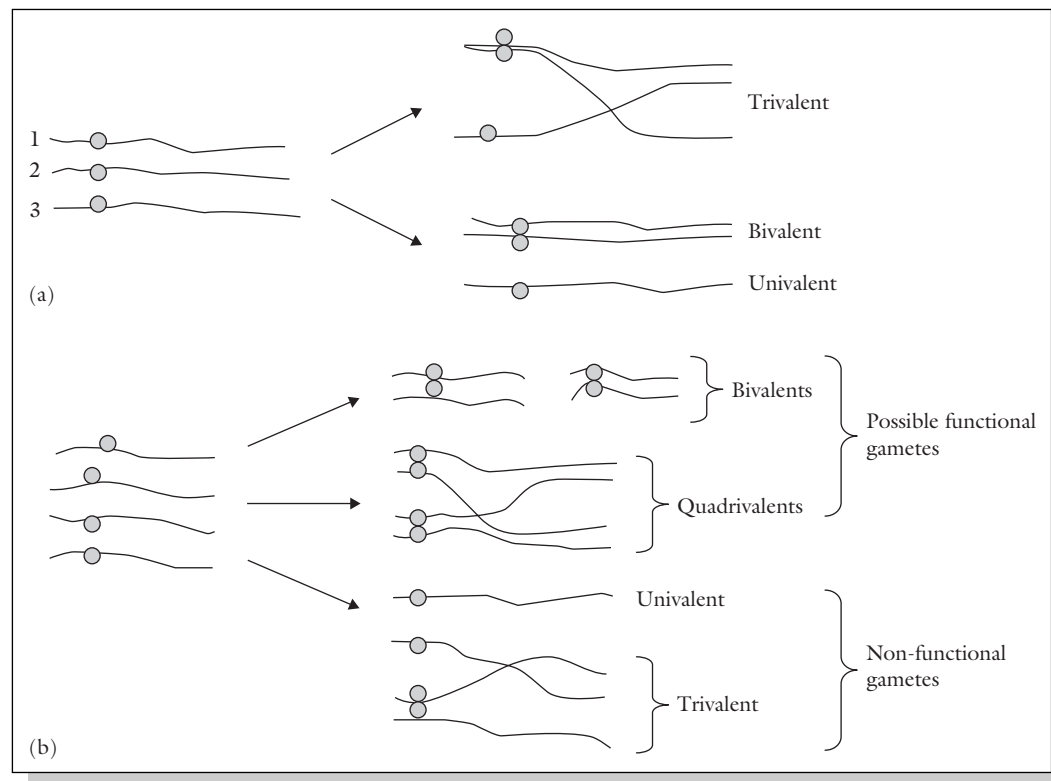 Trivalent
1
2
3
Bivalent
Univalent
(a)
Bivalents
Possible functional
gametes
Quadrivalents
Univalent
Non-functional
gametes
Trivalent
(b)